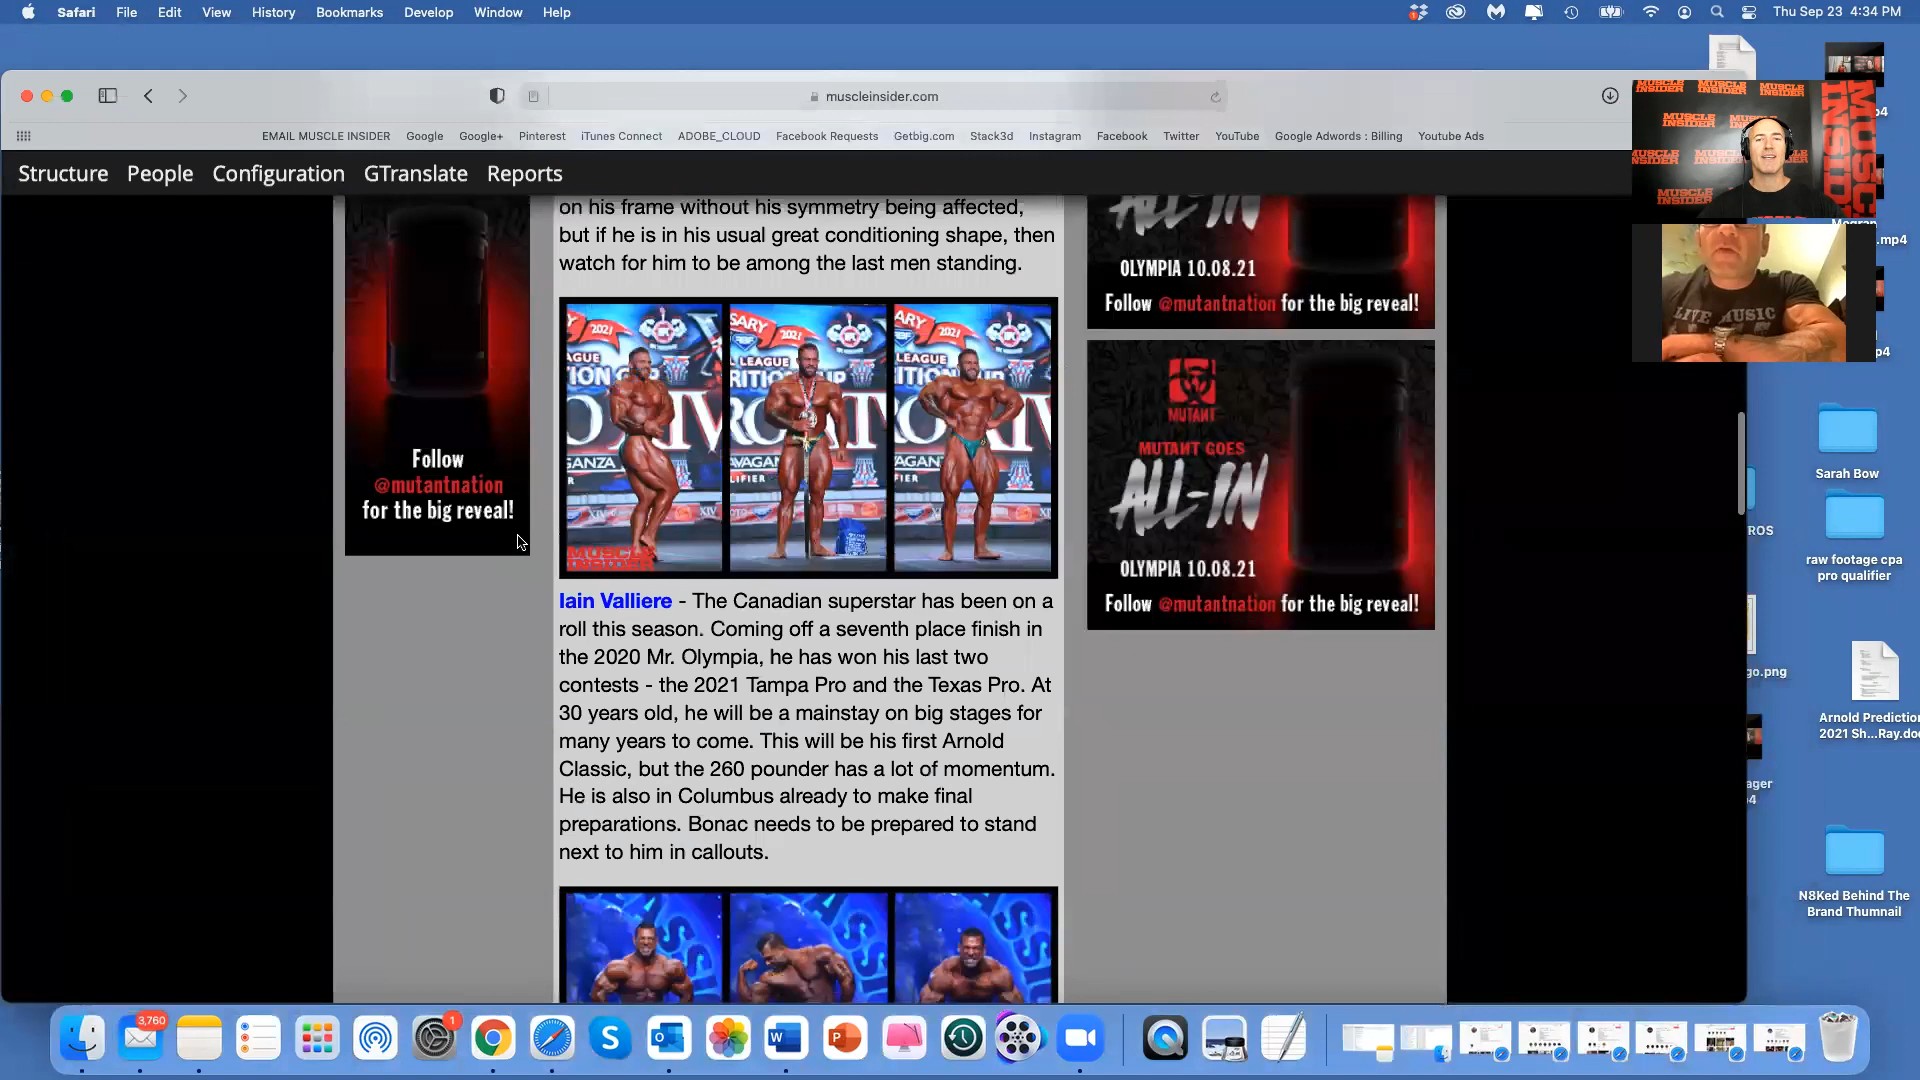 Safari File Edit View History Bookmarks Develop Window Help
Thu Sep 23 4:34 PM
muscleinsider.com
EMAIL MUSCLE INSIDER Google Google+ Pinterest iTunes Connect ADOBE_CLOUD Facebook Requests Getbig.com Stack3d Instagram Facebook Twitter YouTube Google Adwords : Billing Youtube Ads
Structure People Configuration GTranslate Reports
on his frame without his symmetry being affected,
but if he is in his usual great conditioning shape, then
watch for him to be among the last men standing.
Follow
@mutantnation
for the big reveal!
MUSCLE
INSIDER
Iain Valliere - The Canadian superstar has been on a
roll this season. Coming off a seventh place finish in
the 2020 Mr. Olympia, he has won his last two
contests - the 2021 Tampa Pro and the Texas Pro. At
30 years old, he will be a mainstay on big stages for
many years to come. This will be his first Arnold
Classic, but the 260 pounder has a lot of momentum.
He is also in Columbus already to make final
preparations. Bonac needs to be prepared to stand
next to him in callouts.
ALL-IN
OLYMPIA 10.08.21
Follow @mutantnation for the big reveal!
MUTANT
MUTANT GOES
ALL-IN
OLYMPIA 10.08.21
Follow @mutantnation for the big reveal!
MUSCLE
INSIDER
LIVE MUSIC
.mp4
Sarah Bow
raw footage cpa
pro qualifier
go.png
Arnold Prediction
2021 Sh...Ray.do
N8Ked Behind The
Brand Thumnail
3,760
1